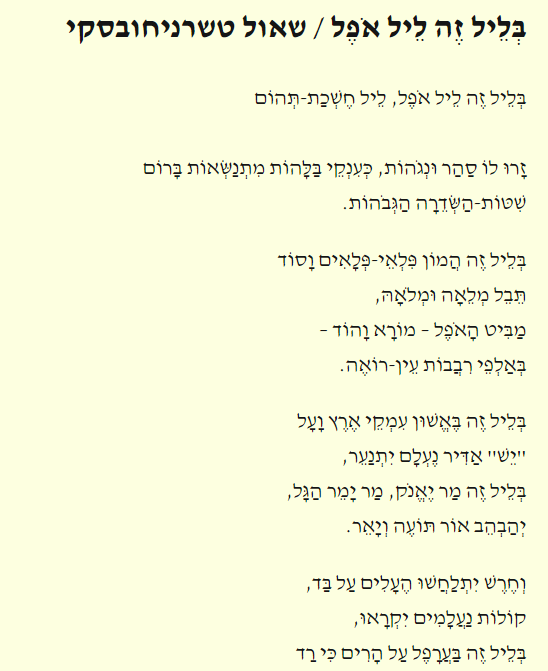 בְּלֵיל זֶה לֵיל אֹפֶל / שאול טשרניחובסקי
בְּלֵיל זֶה לֵיל אֹפֶל, לֵיל חֶשְׁכַת-תְּהוֹם
זָרוּ לוֹ סַהַר וּנְגֹהוֹת, כְּעִנְקֵי בַּלָּהוֹת מִתְנַשְּׂאוֹת בָּרוֹם
שִׁטּוֹת-הַשְּׂדֵרָה הַגְּבֹהוֹת.
בְּלֵיל זֶה הֲמוֹן פִּלְאֵי-פְּלָאִים וָסוֹד
תֵּבֵל מְלֵאָה וּמְלֹאָהּ,
מַבִּיט הָאֹפֶל – מוֹרָא וָהוֹד –
בְּאַלְפֵי רִבֲבוֹת עֵין-רוֹאֶה.
בְּלֵיל זֶה בֶּאֱשׁוּן עִמְקֵי אֶרֶץ וָעָל
"יֵשׁ" אַדִּיר נֶעְלָם יִתְנַעֵר,
בְּלֵיל זֶה מַר יֶאֱנֹק, מַר יָמֵר הַגָּל,
יְהַבְהֵב אוֹר תּוֹעֶה וְיָאֵר.
וְחֶרֶשׁ יִתְלַחֲשׁוּ הֶעָלִים עַל בַּד,
קוֹלוֹת נַעֲלָמִים יִקְרָאוּ,
בְּלֵיל זֶה בַּעֲרָפֶל עַל הָרִים כִּי רַד